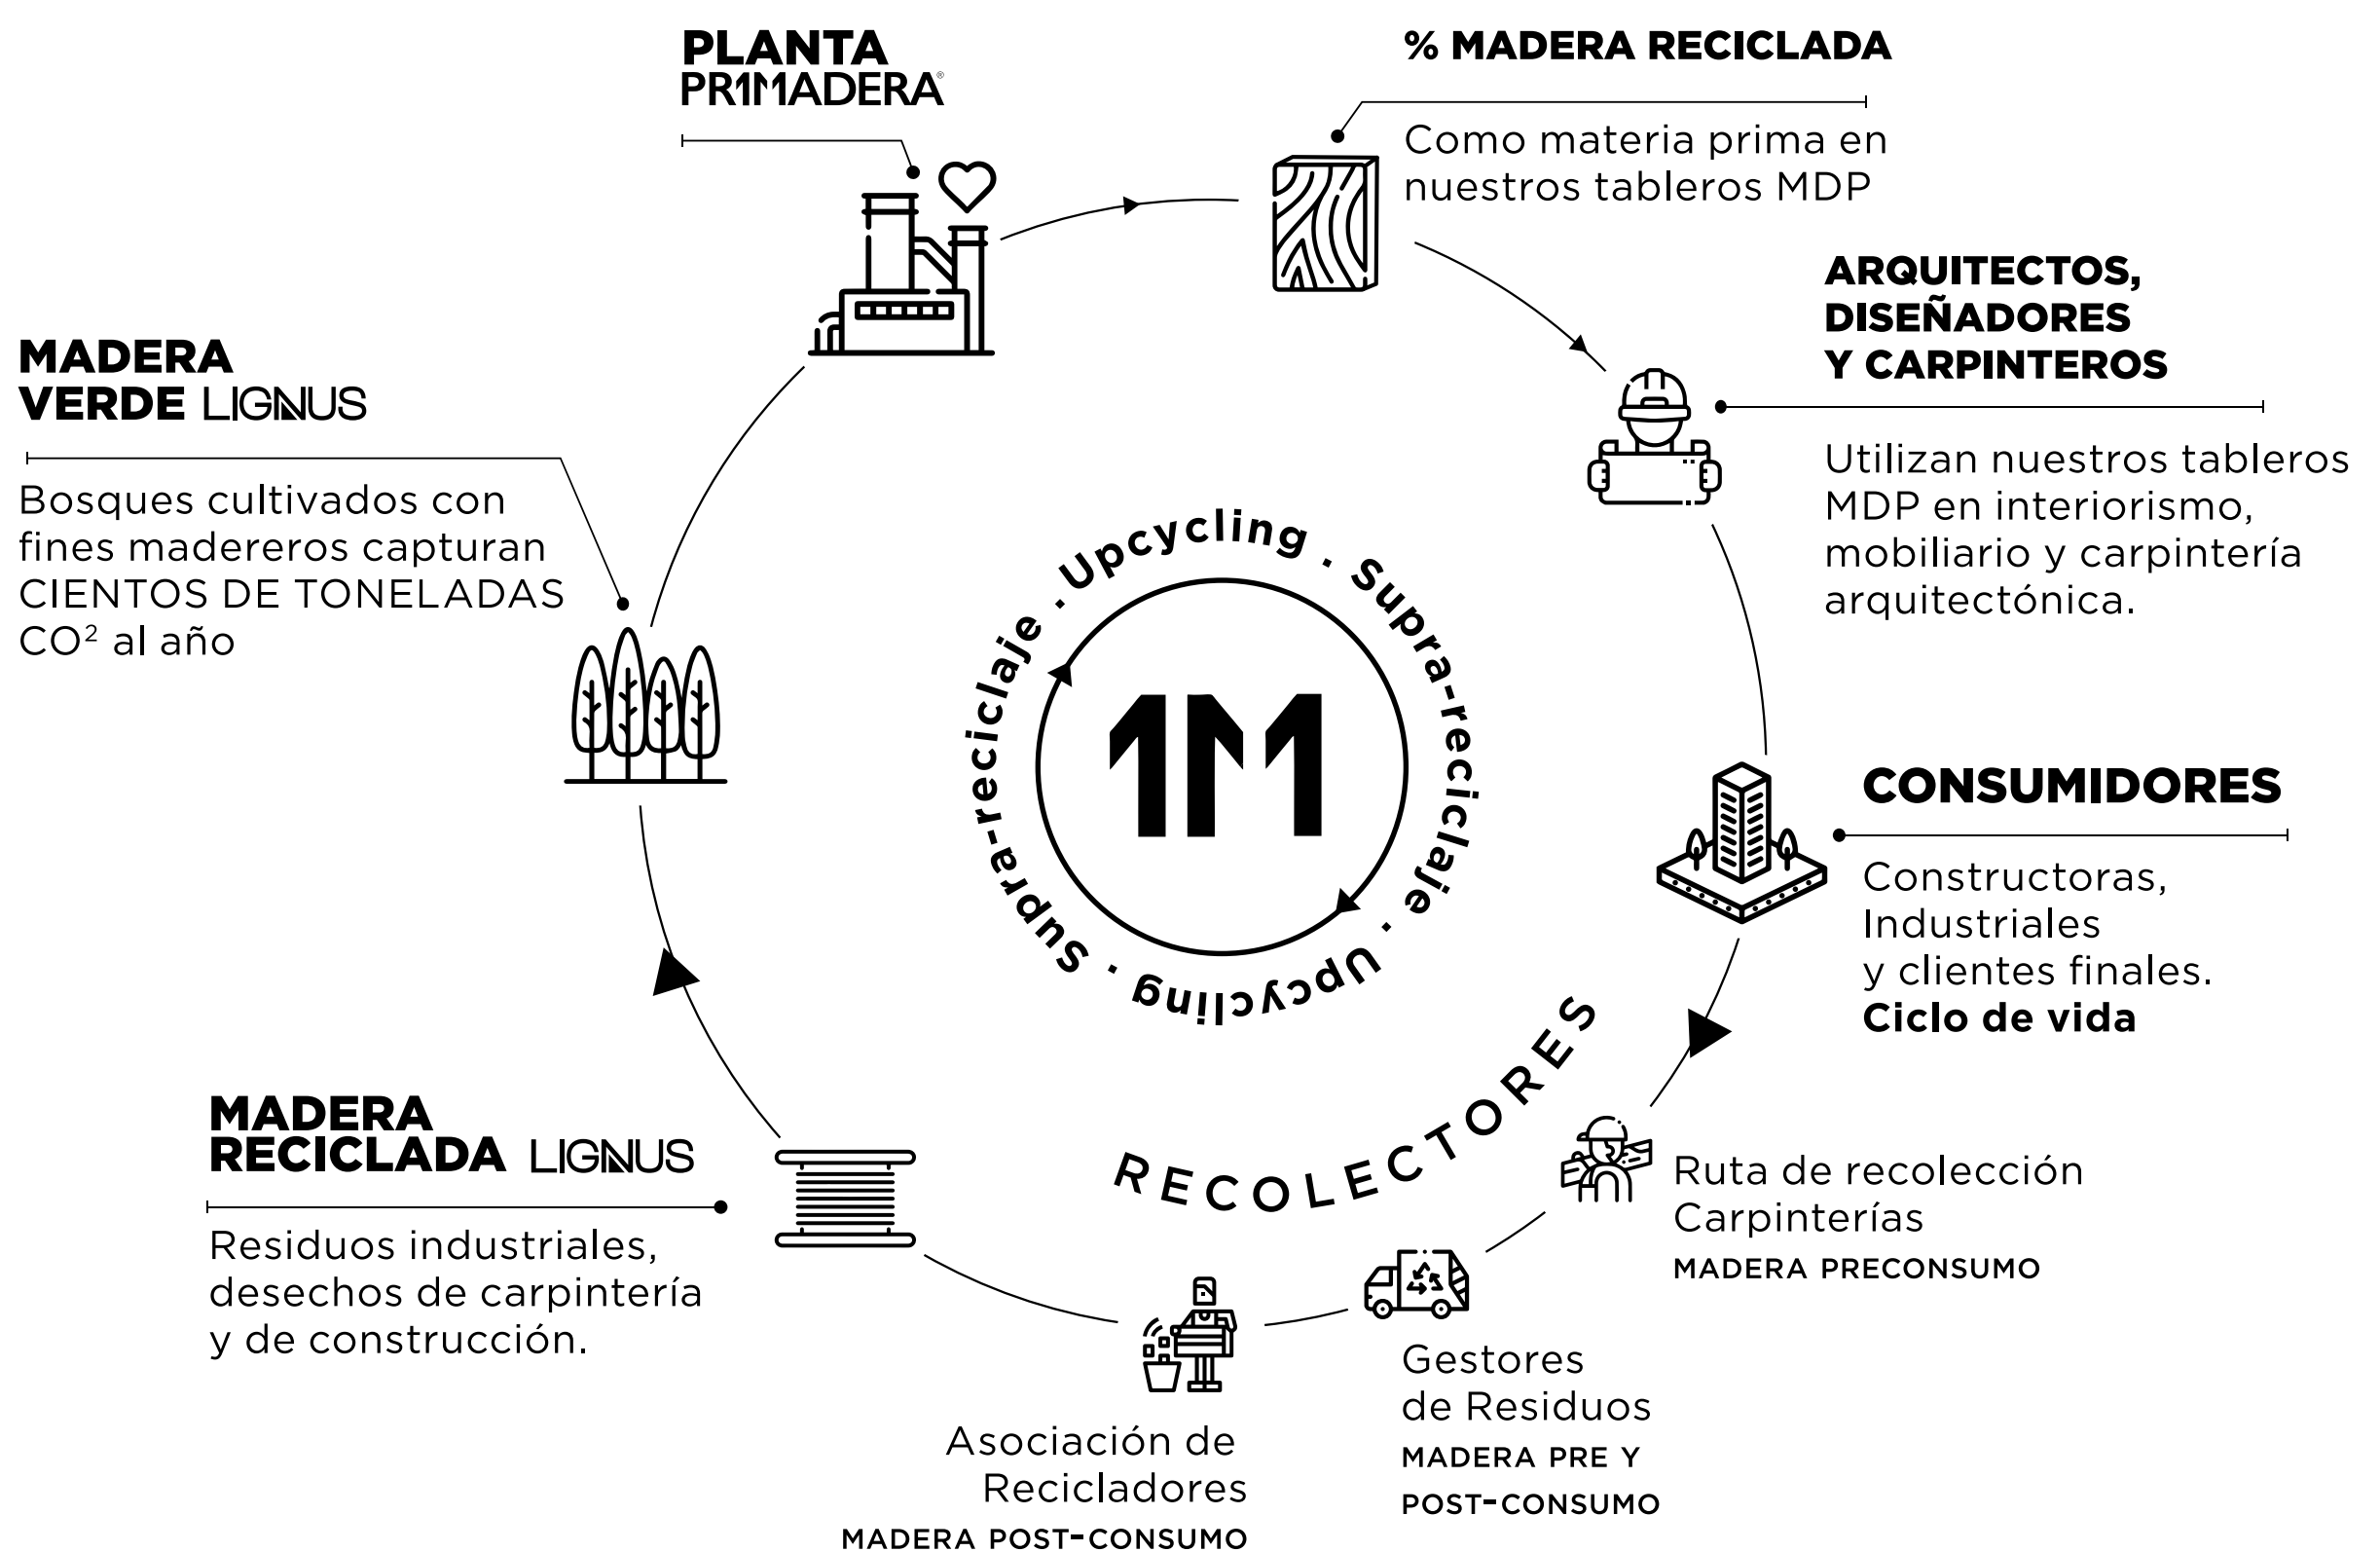 PLANTA
PR1MADERA®
% MADERA RECICLADA
Como materia prima en
nuestros tableros MDP
ARQUITECTOS,
DISEÑADORES
Y CARPINTEROS
Utilizan nuestros tableros
MDP en interiorismo,
mobiliario y carpintería
arquitectónica.
CONSUMIDORES
Constructoras,
Industriales
y clientes finales.
Ciclo de vida
RECOLECTORES
Ruta de recolección
Carpinterías
MADERA PRECONSUMO
Gestores
de Residuos
MADERA PRE Y
POST-CONSUMO
Asociación de
Recicladores
MADERA POST-CONSUMO
MADERA
RECICLADA LIGNUS
Residuos industriales,
desechos de carpintería
y de construcción.
MADERA
VERDE LIGNUS
Bosques cultivados con
fines madereros capturan
CIENTOS DE TONELADAS
CO² al año
Upcycling . Supra-reciclaje . Upcycling . Supra-reciclaje .
1M